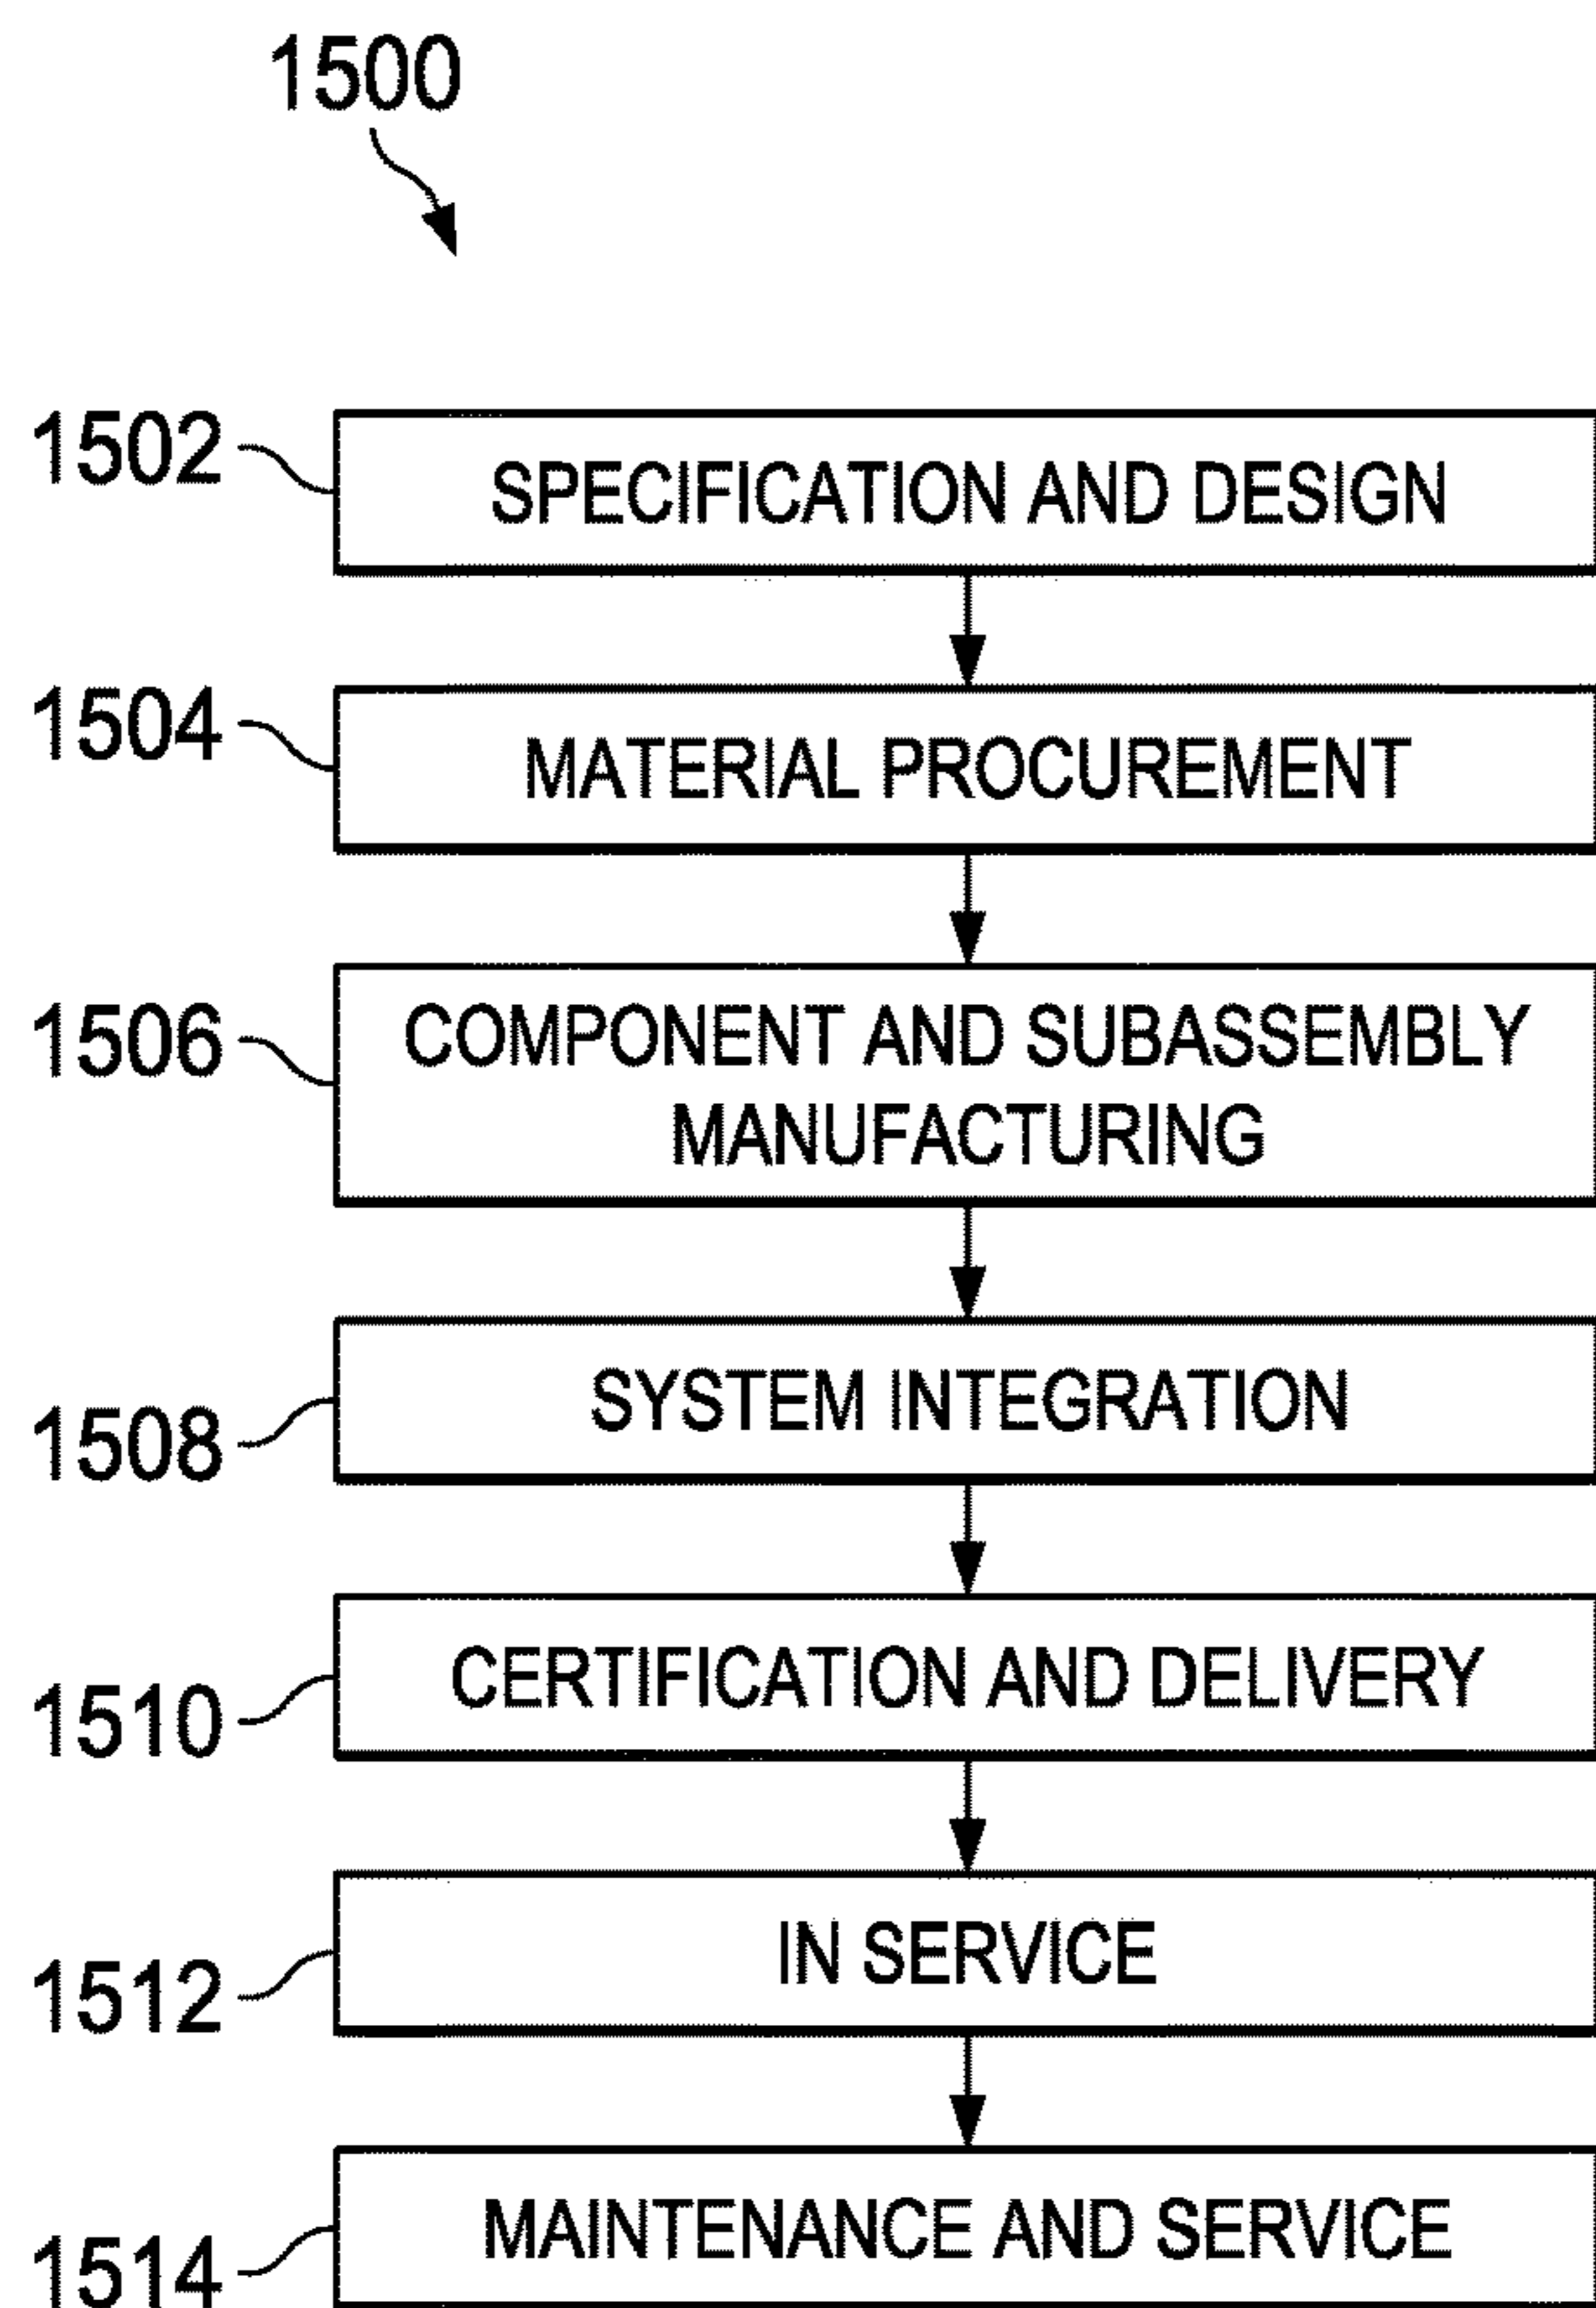 1500
1502
SPECIFICATION AND DESIGN
1504
MATERIAL PROCUREMENT
1506
COMPONENT AND SUBASSEMBLY
MANUFACTURING
1508
SYSTEM INTEGRATION
1510
CERTIFICATION AND DELIVERY
1512
IN SERVICE
1514
MAINTENANCE AND SERVICE